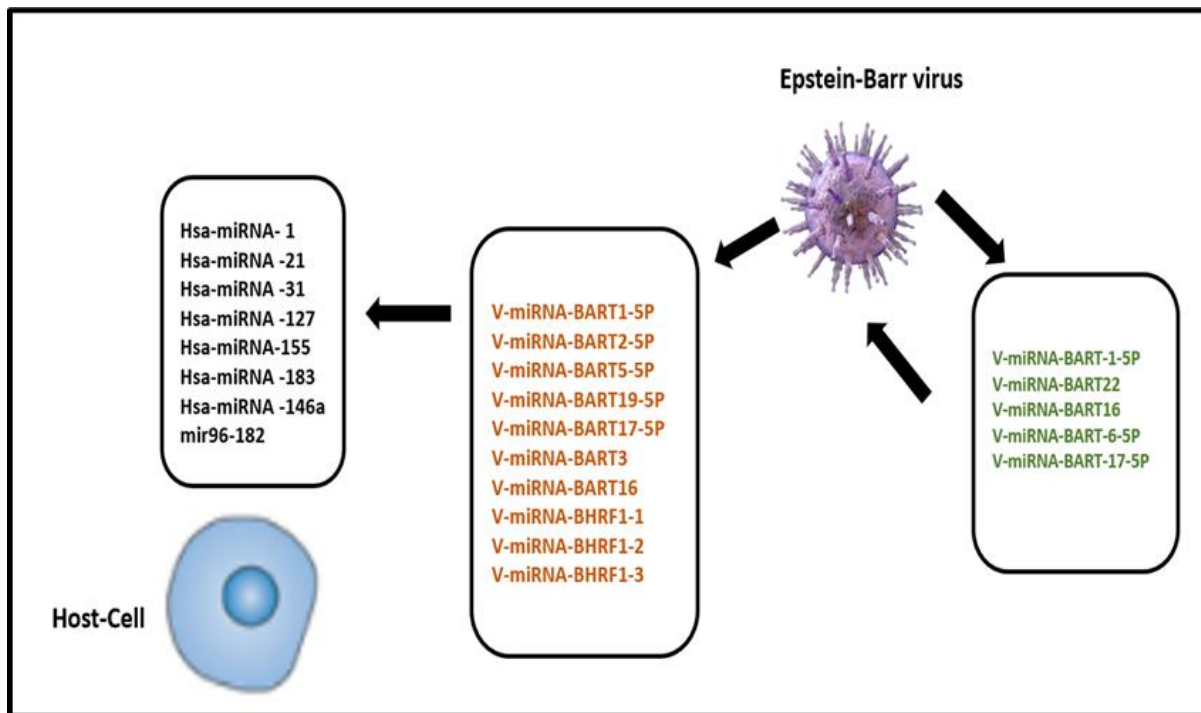 Epstein-Barr virus
Hsa-miRNA- 1
Hsa-miRNA -21
Hsa-miRNA -31
Hsa-miRNA -127
Hsa-miRNA-155
Hsa-miRNA -183
Hsa-miRNA -146a
mir96-182
Host-Cell
V-miRNA-BART1-5P
V-miRNA-BART2-5P
V-miRNA-BART5-5P
V-miRNA-BART19-5P
V-miRNA-BART17-5P
V-miRNA-BART3
V-miRNA-BART16
V-miRNA-BHRF1-1
V-miRNA-BHRF1-2
V-miRNA-BHRF1-3
V-miRNA-BART-1-5P
V-miRNA-BART22
V-miRNA-BART16
V-miRNA-BART-6-5P
V-miRNA-BART-17-5P